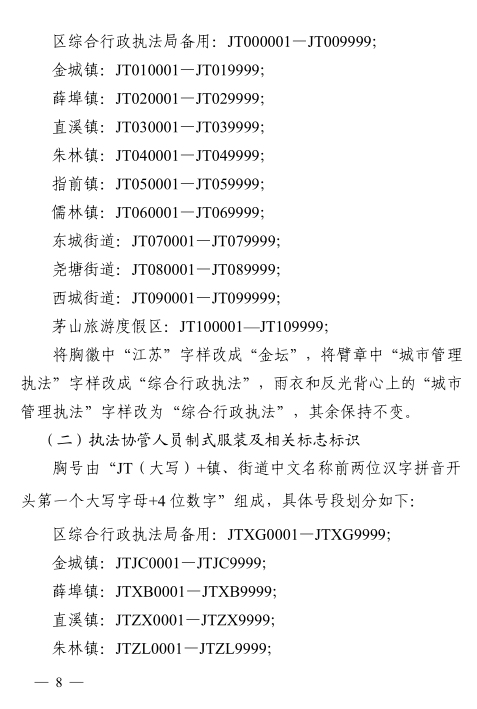 区综合行政执法局备用：JT000001－JT009999;
金城镇：JT010001－JT019999;
薛埠镇：JT020001－JT029999;
直溪镇：JT030001－JT039999;
朱林镇：JT040001－JT049999;
指前镇：JT050001－JT059999;
儒林镇：JT060001－JT069999;
东城街道：JT070001－JT079999;
尧塘街道：JT080001－JT089999;
西城街道：JT090001－JT099999;
茅山旅游度假区：JT100001—JT109999;
将胸徽中“江苏”字样改成“金坛”，将臂章中“城市管理
执法”字样改成“综合行政执法”，雨衣和反光背心上的“城市
管理执法”字样改为“综合行政执法”，其余保持不变。
（二）执法协管人员制式服装及相关标志标识
胸号由“JT（大写）+镇、街道中文名称前两位汉字拼音开
头第一个大写字母+4 位数字”组成，具体号段划分如下：
区综合行政执法局备用：JTXG0001－JTXG9999;
金城镇：JTJC0001－JTJC9999;
薛埠镇：JTXB0001－JTXB9999;
直溪镇：JTZX0001－JTZX9999;
朱林镇：JTZL0001－JTZL9999;
— 8 —